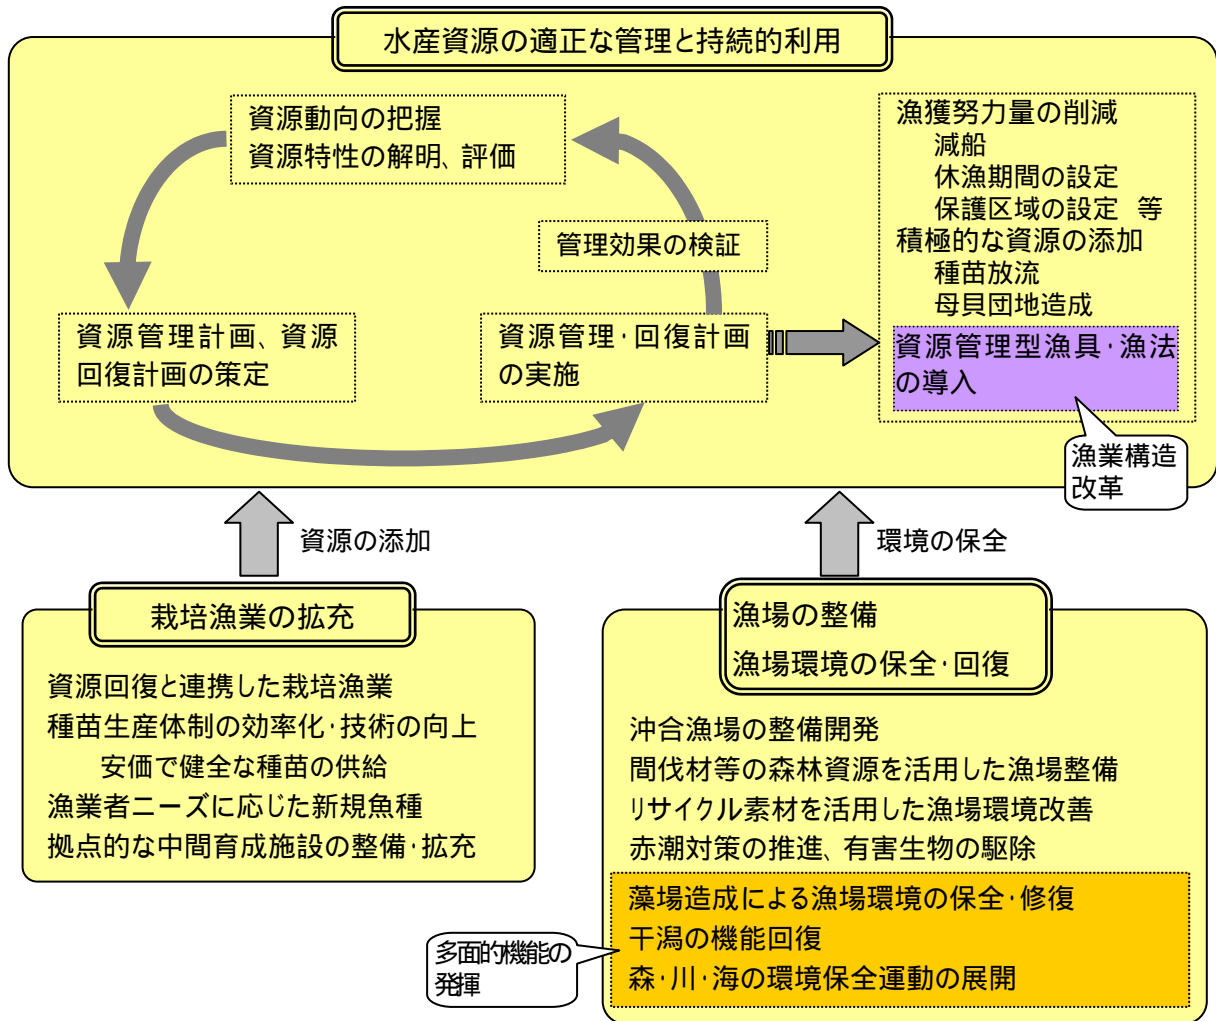 水産資源の適正な管理と持続的利用
資源動向の把握
資源特性の解明、評価
管理効果の検証
資源管理計画、資源
回復計画の策定
資源管理・回復計画
の実施
漁獲努力量の削減
減船
休漁期間の設定
保護区域の設定 等
積極的な資源の添加
種苗放流
母貝団地造成
資源管理型漁具・漁法
の導入
漁業構造
改革
資源の添加
環境の保全
栽培漁業の拡充
資源回復と連携した栽培漁業
種苗生産体制の効率化・技術の向上
安価で健全な種苗の供給
漁業者ニーズに応じた新規魚種
拠点的な中間育成施設の整備・拡充
漁場の整備
漁場環境の保全・回復
沖合漁場の整備開発
間伐材等の森林資源を活用した漁場整備
リサイクル素材を活用した漁場環境改善
赤潮対策の推進、有害生物の駆除
藻場造成による漁場環境の保全・修復
干潟の機能回復
森・川・海の環境保全運動の展開
多面的機能の
発揮